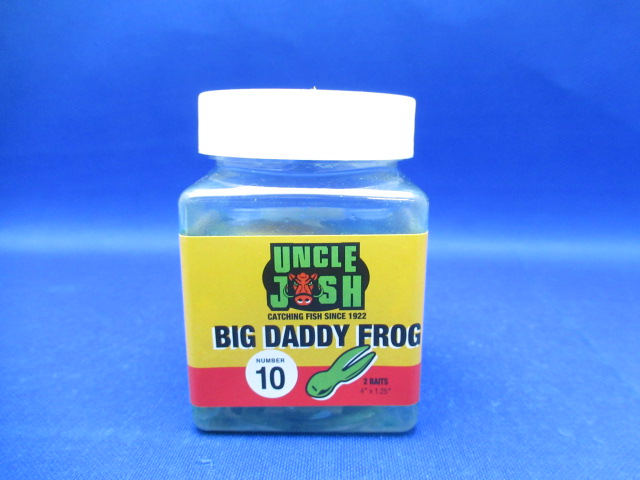 UNCLE
JOSH
CATCHING FISH SINCE 1922
BIG DADDY FROG
NUMBER
10
2 BAITS
4" x 1.25"